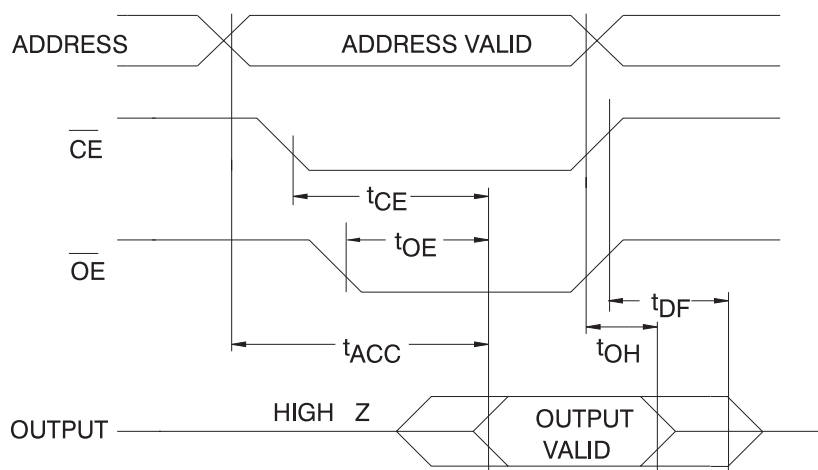 ADDRESS
ADDRESS VALID
CE
tCE
tOE
OE
tDF
tACC
tOH
HIGH Z
OUTPUT
OUTPUT
VALID